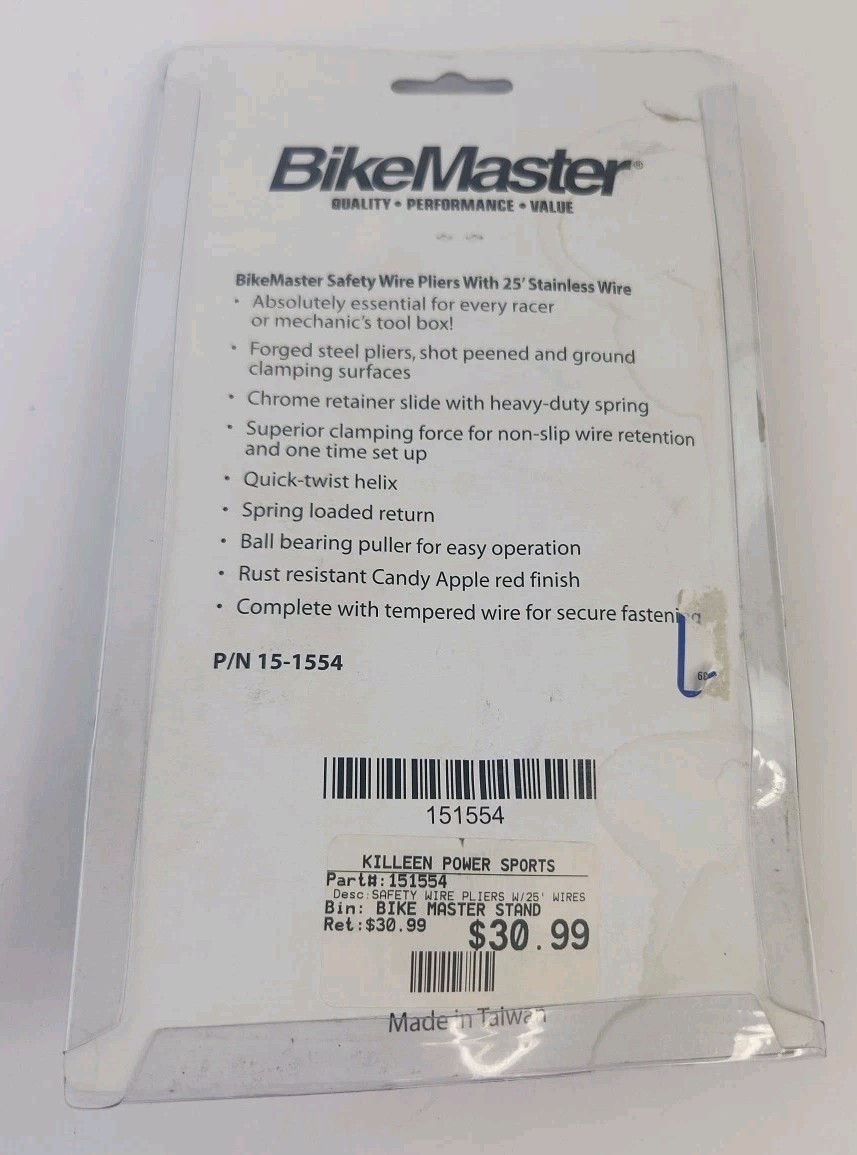 BikeMaster®
QUALITY • PERFORMANCE • VALUE
BikeMaster Safety Wire Pliers With 25' Stainless Wire
• Absolutely essential for every racer
or mechanic's tool box!
• Forged steel pliers, shot peened and ground
clamping surfaces
• Chrome retainer slide with heavy-duty spring
• Superior clamping force for non-slip wire retention
and one time set up
• Quick-twist helix
• Spring loaded return
• Ball bearing puller for easy operation
• Rust resistant Candy Apple red finish
• Complete with tempered wire for secure fastening
P/N 15-1554
151554
KILLEEN POWER SPORTS
Part#:151554
Desc:SAFETY WIRE PLIERS W/25' WIRES
Bin: BIKE MASTER STAND
Ret:$30.99 $30.99
Made in Taiwan